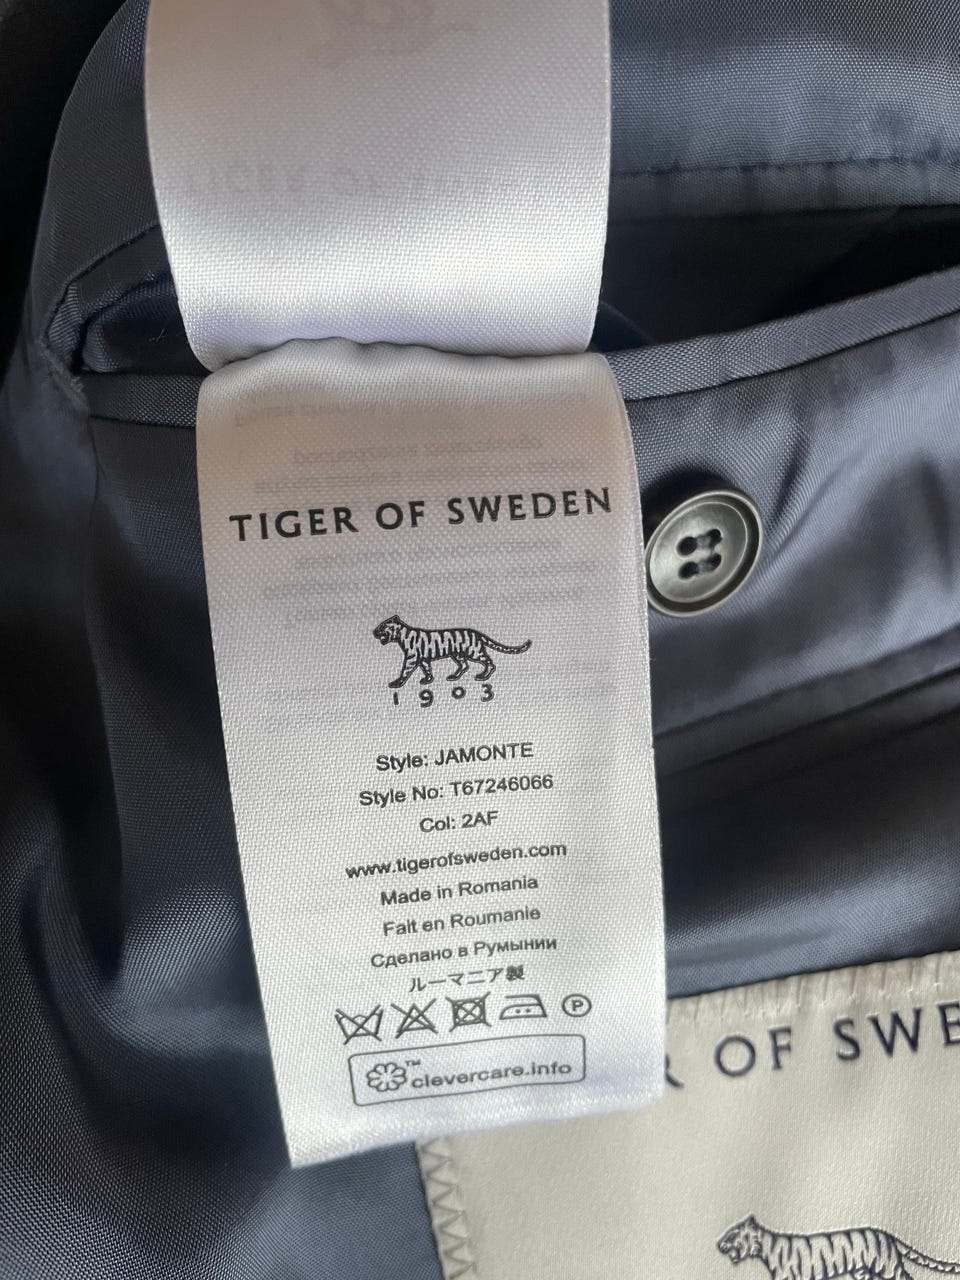 TIGER OF SWEDEN
1903
Style: JAMONTE
Style No: T67246066
Col: 2AF
www.tigerofsweden.com
Made in Romania
Fait en Roumanie
Сделано в Румынии
ルーマニア製
P
™ clevercare.info
R OF SWE